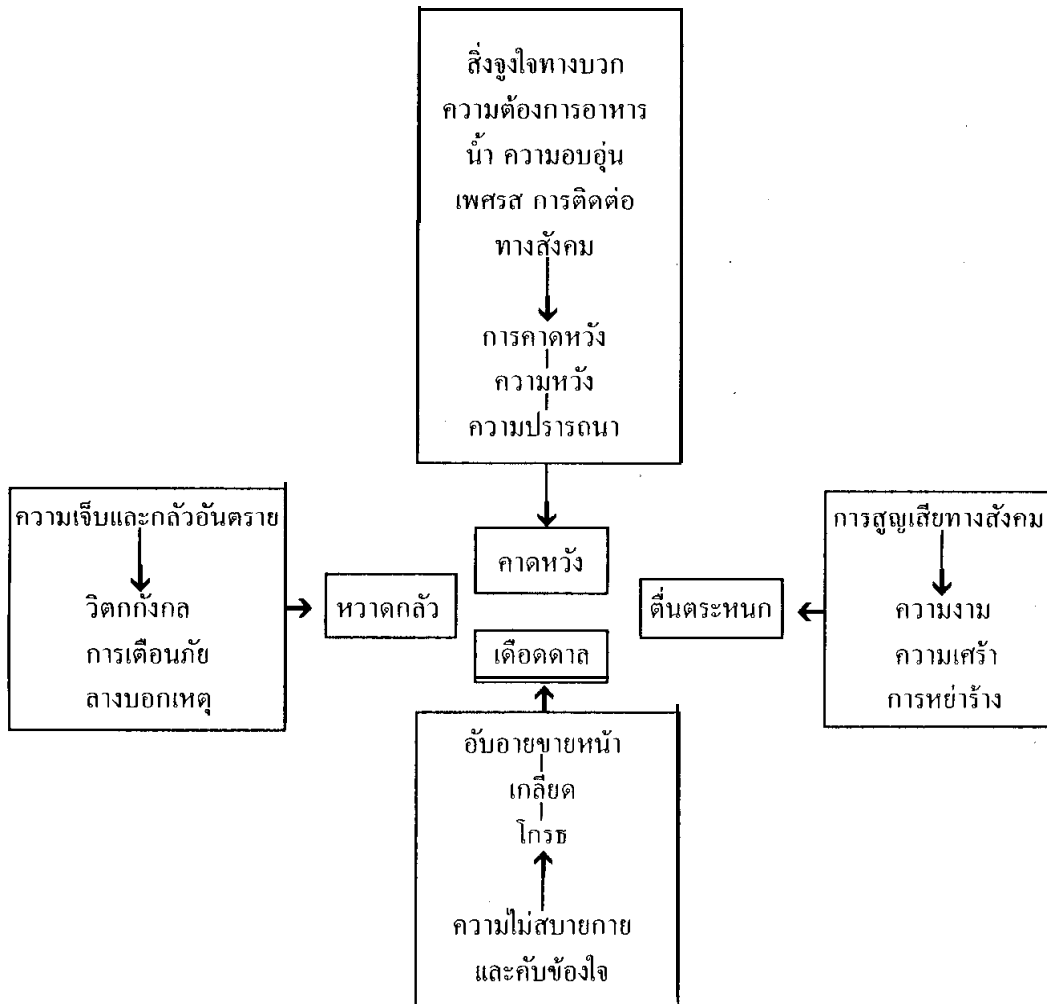 สิ่งจูงใจทางบวก
ความต้องการอาหาร
น้ำ ความอบอุ่น
เพศรส การติดต่อ
ทางสังคม
การคาดหวัง
ความหวัง
ความปรารถนา
ความเจ็บและกลัวอันตราย
วิตกกังกล
การเตือนภัย
ลางบอกเหตุ
หวาดกลัว
คาดหวัง
เดือดดาล
ตื่นตระหนก
การสูญเสียทางสังคม
ความงาม
ความเศร้า
การหย่าร้าง
อับอายขายหน้า
เกลียด
โกรธ
ความไม่สบายกาย
และคับข้องใจ